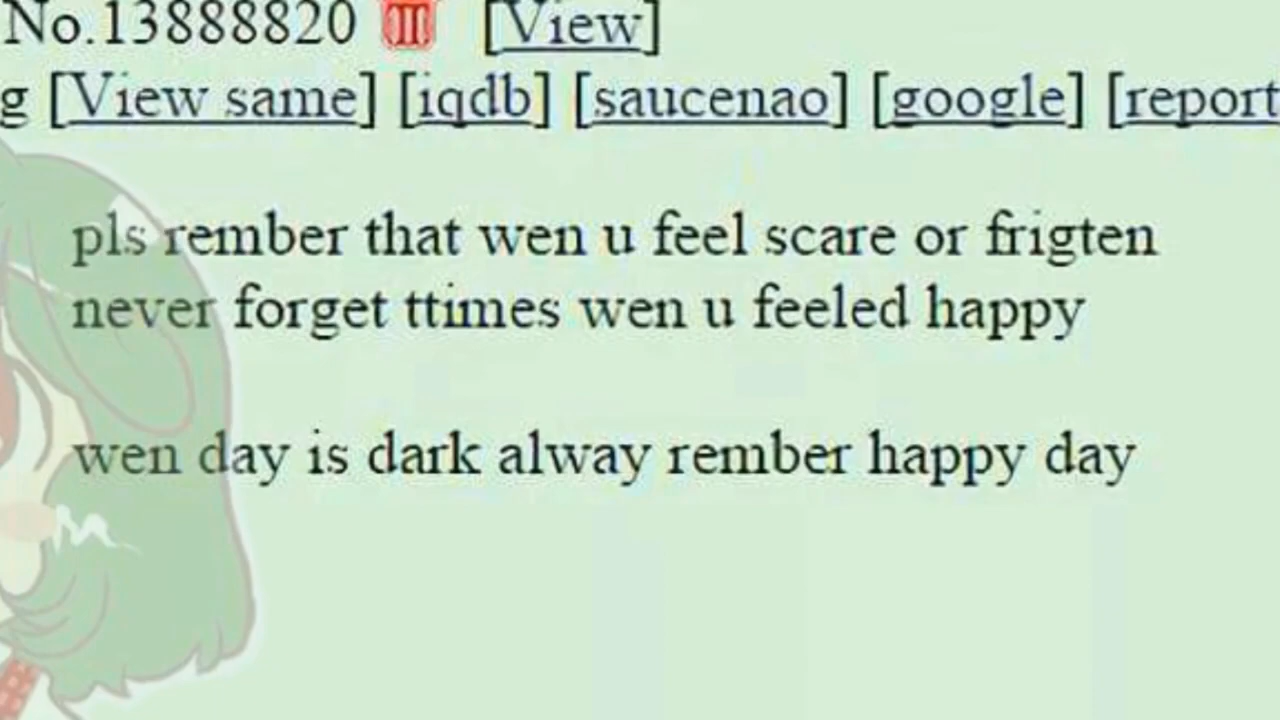 No.13888820 [View]
g [View same] [iqdb] [saucenao] [google] [report
pls rember that wen u feel scare or frigten
never forget ttimes wen u feeled happy
wen day is dark alway rember happy day